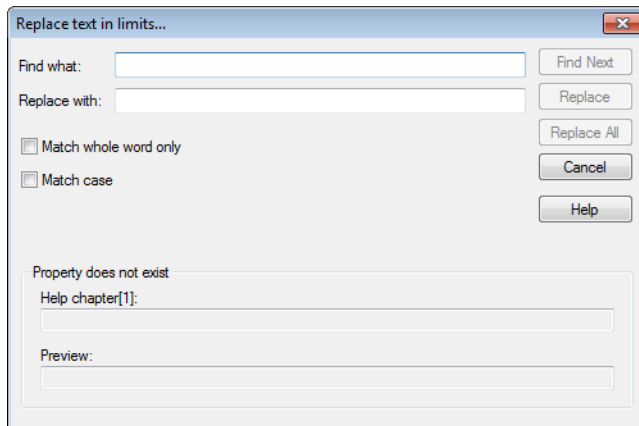 Replace text in limits...
Find what:
Find Next
Replace with:
Replace
Replace All
Match whole word only
Cancel
Match case
Help
Property does not exist
Help chapter[1]:
Preview: